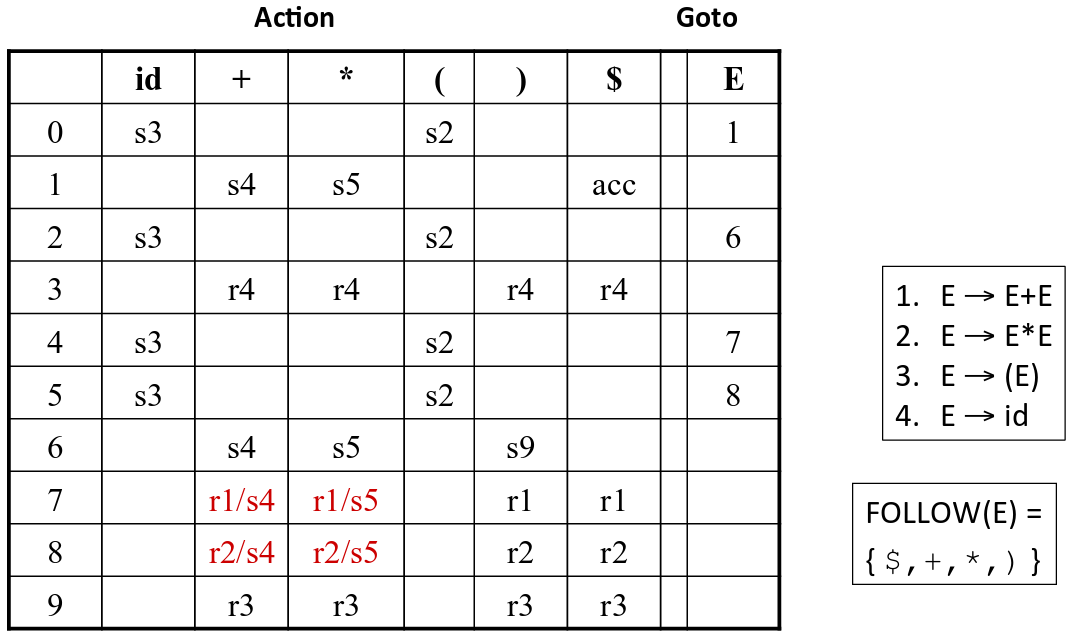 Action Goto
id + * ( ) $ E
0 s3 s2 1
1 s4 s5 acc
2 s3 s2 6
3 r4 r4 r4 r4
4 s3 s2 7
5 s3 s2 8
6 s4 s5 s9
7 r1/s4 r1/s5 r1 r1
8 r2/s4 r2/s5 r2 r2
9 r3 r3 r3 r3
1. E → E+E
2. E → E*E
3. E → (E)
4. E → id
FOLLOW(E) =
{ $, +, *, ) }